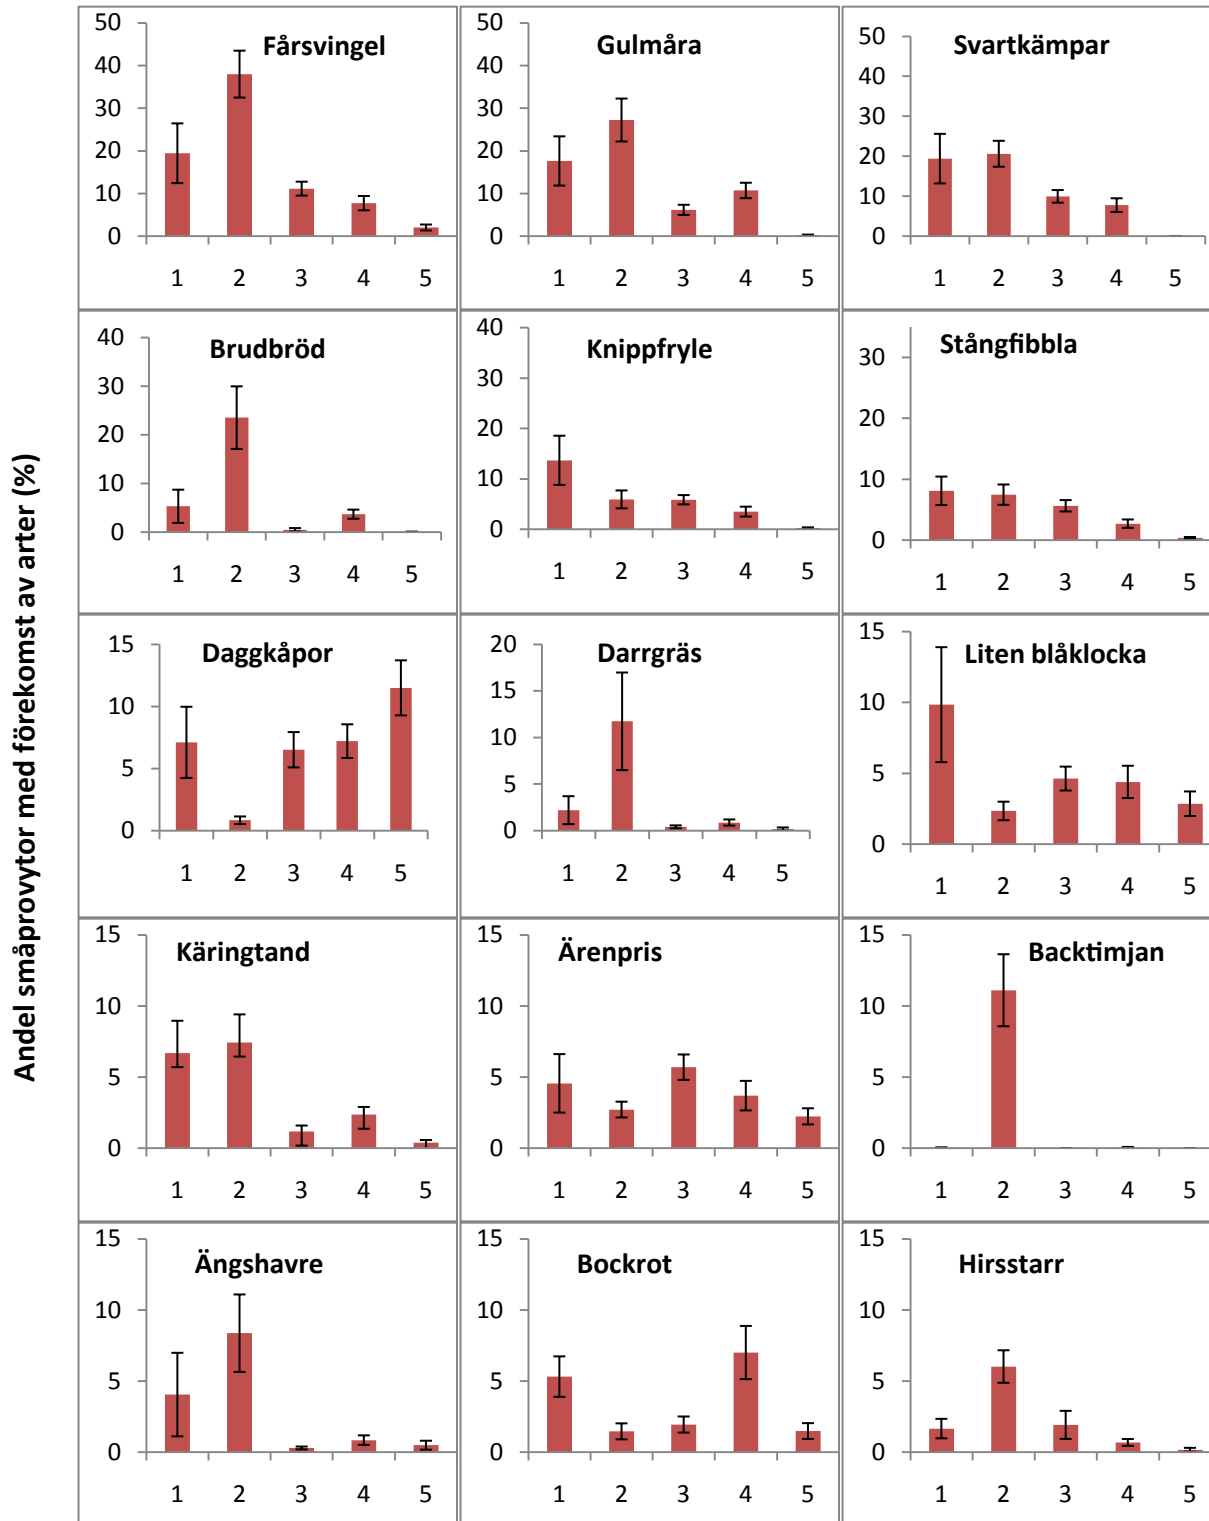 Andel småprovytor med förekomst av arter (%)
Fårsvingel
50
40
30
20
10
0
1 2 3 4 5
Gulmåra
50
40
30
20
10
0
1 2 3 4 5
Svartkämpar
50
40
30
20
10
0
1 2 3 4 5
Brudbröd
40
30
20
10
0
1 2 3 4 5
Knippfryle
40
30
20
10
0
1 2 3 4 5
Stångfibbla
30
20
10
0
1 2 3 4 5
Daggkåpor
15
10
5
0
1 2 3 4 5
Darrgräs
20
15
10
5
0
1 2 3 4 5
Liten blåklocka
15
10
5
0
1 2 3 4 5
Käringtand
15
10
5
0
1 2 3 4 5
Ärenpris
15
10
5
0
1 2 3 4 5
Backtimjan
15
10
5
0
1 2 3 4 5
Ängshavre
15
10
5
0
1 2 3 4 5
Bockrot
15
10
5
0
1 2 3 4 5
Hirsstarr
15
10
5
0
1 2 3 4 5